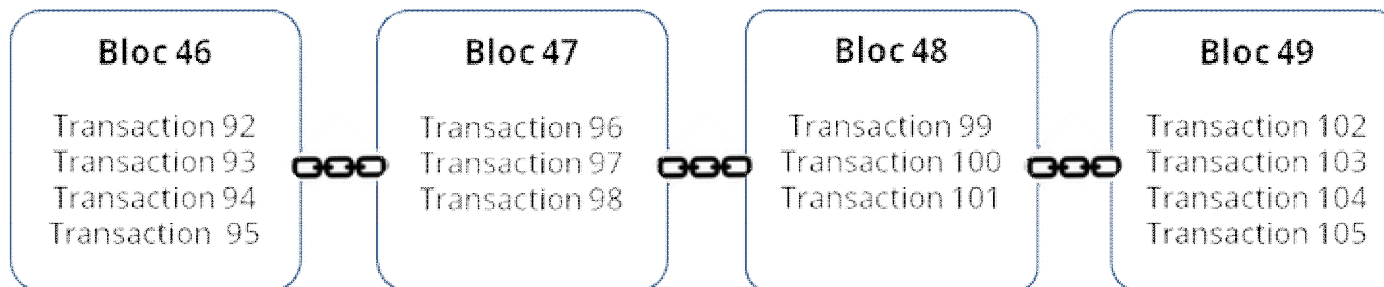 Bloc 46
Transaction 92
Transaction 93
Transaction 94
Transaction 95
Bloc 47
Transaction 96
Transaction 97
Transaction 98
Bloc 48
Transaction 99
Transaction 100
Transaction 101
Bloc 49
Transaction 102
Transaction 103
Transaction 104
Transaction 105